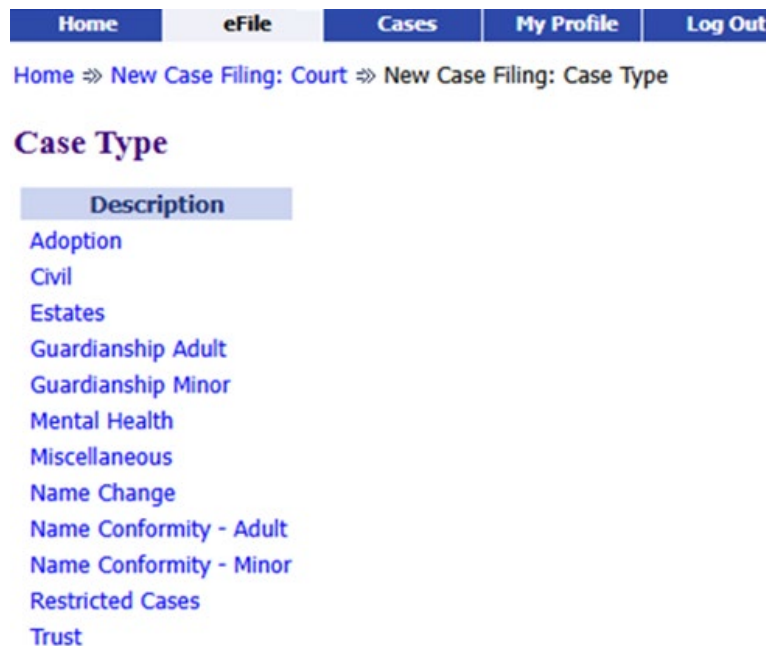 Home eFile Cases My Profile Log Out
Home ⇒ New Case Filing: Court ⇒ New Case Filing: Case Type
Case Type
Description
Adoption
Civil
Estates
Guardianship Adult
Guardianship Minor
Mental Health
Miscellaneous
Name Change
Name Conformity - Adult
Name Conformity - Minor
Restricted Cases
Trust